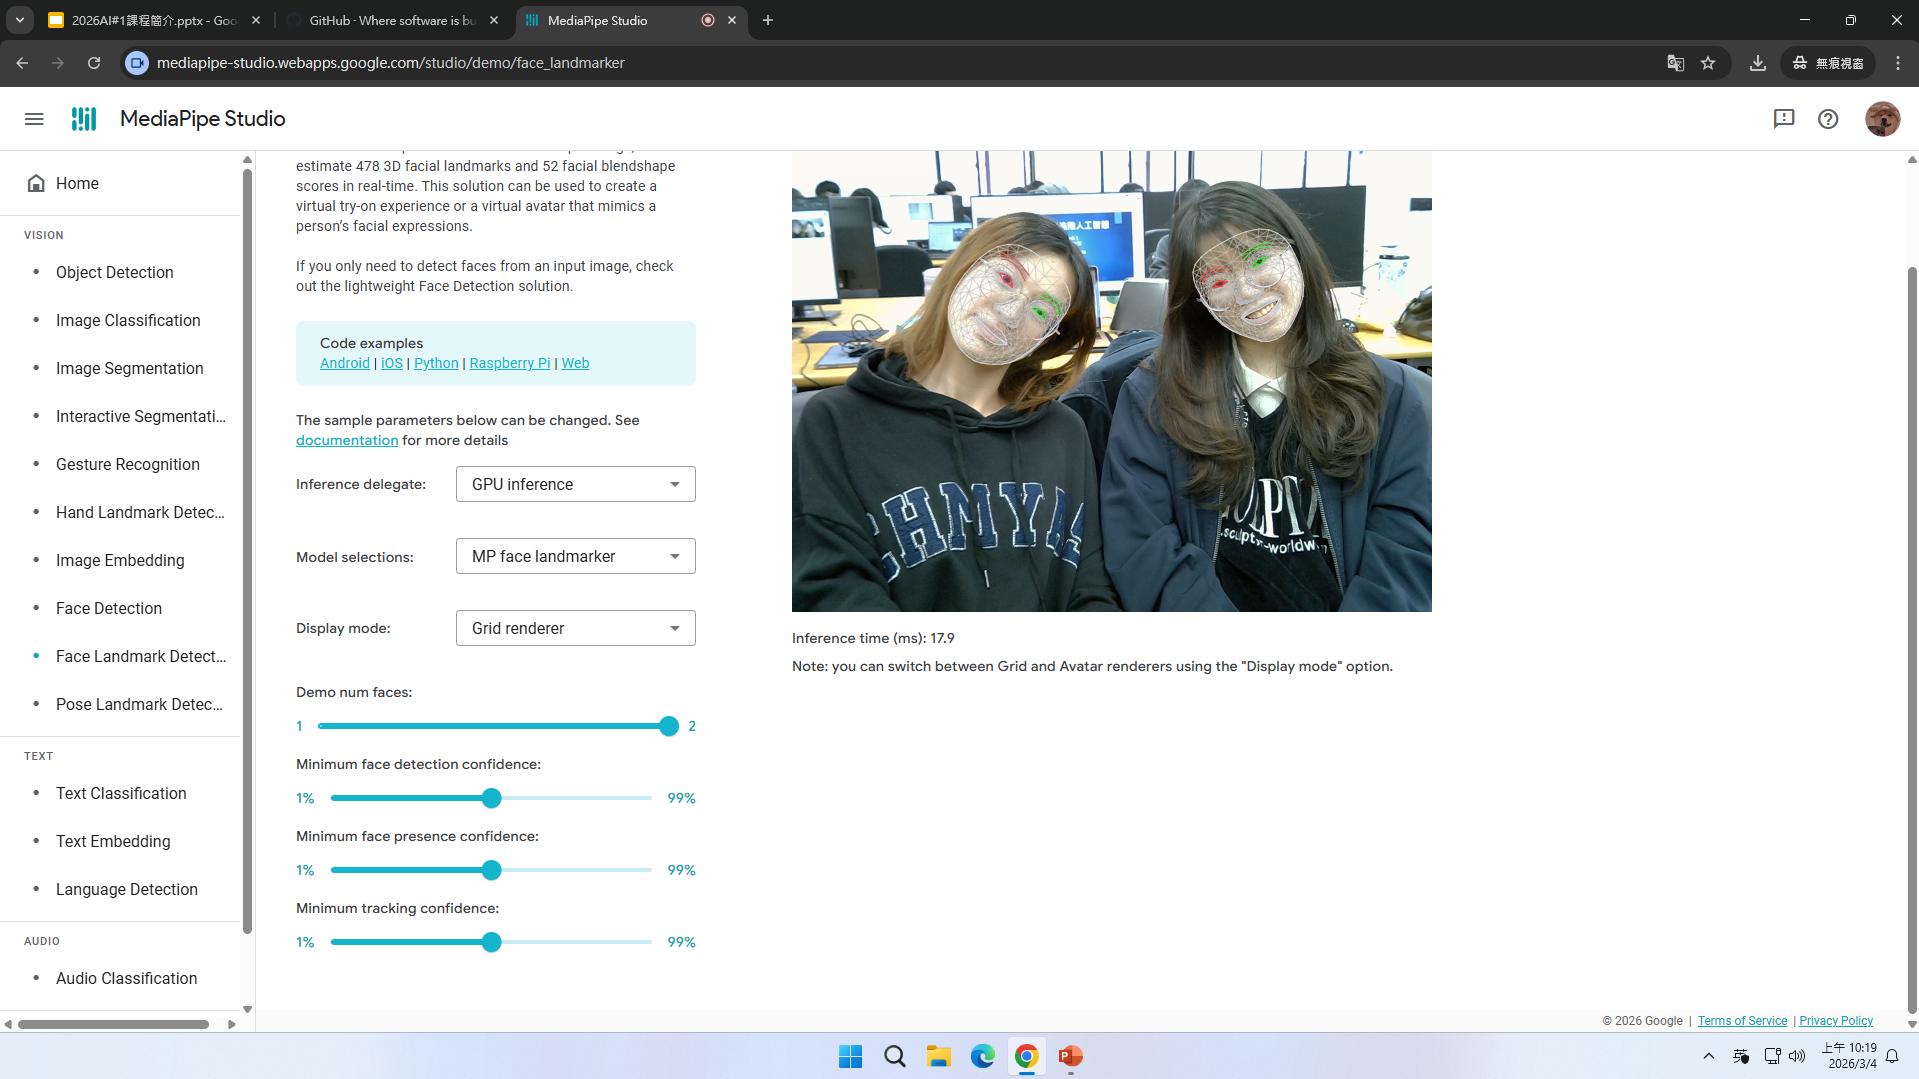 2026AI#1課程簡介.pptx - Goo
GitHub · Where software is bu
MediaPipe Studio
mediapipe-studio.webapps.google.com/studio/demo/face_landmarker
無痕視窗
MediaPipe Studio
Home
VISION
Object Detection
Image Classification
Image Segmentation
Interactive Segmentati...
Gesture Recognition
Hand Landmark Detec...
Image Embedding
Face Detection
Face Landmark Detect...
Pose Landmark Detec...
TEXT
Text Classification
Text Embedding
Language Detection
AUDIO
Audio Classification
estimate 478 3D facial landmarks and 52 facial blendshape
scores in real-time. This solution can be used to create a
virtual try-on experience or a virtual avatar that mimics a
person's facial expressions.
If you only need to detect faces from an input image, check
out the lightweight Face Detection solution.
Code examples
Android | iOS | Python | Raspberry Pi | Web
The sample parameters below can be changed. See
documentation for more details
Inference delegate: GPU inference
Model selections: MP face landmarker
Display mode: Grid renderer
Demo num faces:
1 2
Minimum face detection confidence:
1% 99%
Minimum face presence confidence:
1% 99%
Minimum tracking confidence:
1% 99%
人工智慧
CHNYA
.sculptn-worldw
Inference time (ms): 17.9
Note: you can switch between Grid and Avatar renderers using the "Display mode" option.
© 2026 Google | Terms of Service | Privacy Policy
英
上午 10:19
2026/3/4